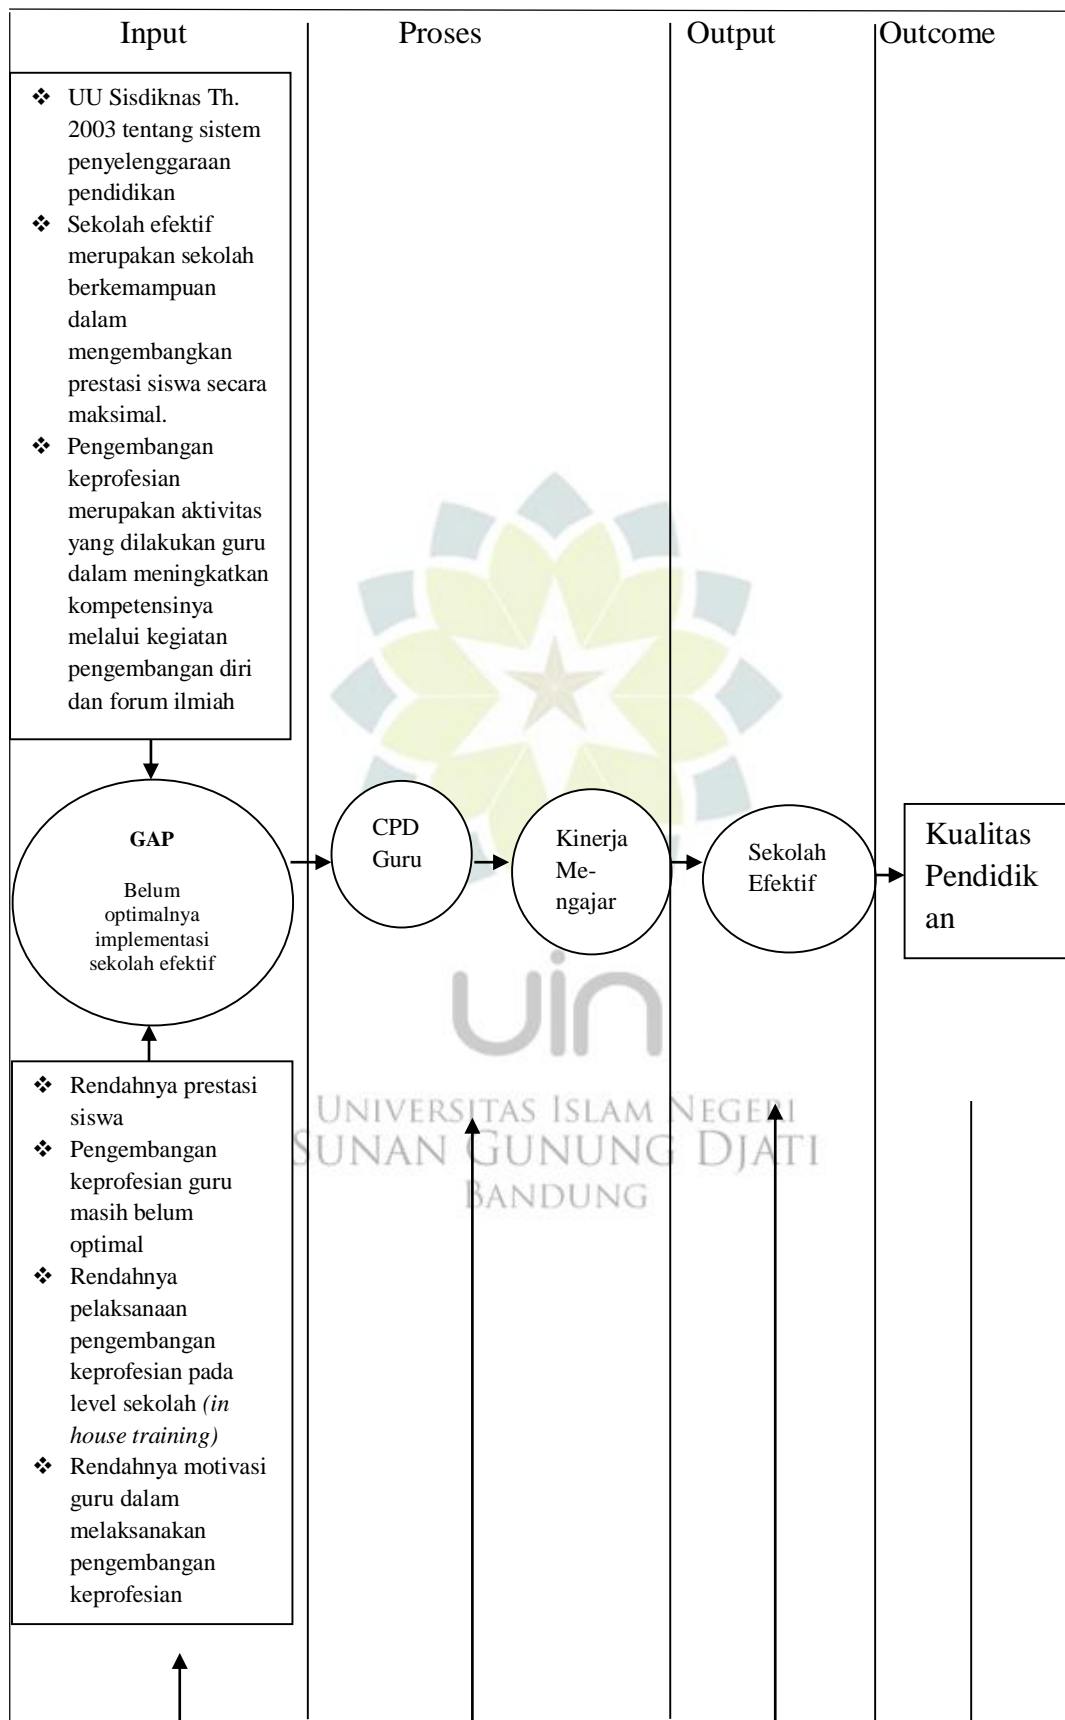 Input
Proses
Output
Outcome
❖ UU Sisdiknas Th.
2003 tentang sistem
penyelenggaraan
pendidikan
❖ Sekolah efektif
merupakan sekolah
berkemampuan
dalam
mengembangkan
prestasi siswa secara
maksimal.
❖ Pengembangan
keprofesian
merupakan aktivitas
yang dilakukan guru
dalam meningkatkan
kompetensinya
melalui kegiatan
pengembangan diri
dan forum ilmiah
GAP
Belum
optimalnya
implementasi
sekolah efektif
CPD
Guru
Kinerja
Me-
ngajar
Sekolah
Efektif
Kualitas
Pendidik
an
❖ Rendahnya prestasi
siswa
❖ Pengembangan
keprofesian guru
masih belum
optimal
❖ Rendahnya
pelaksanaan
pengembangan
keprofesian pada
level sekolah (in
house training)
❖ Rendahnya motivasi
guru dalam
melaksanakan
pengembangan
keprofesian
uin
UNIVERSITAS ISLAM NEGERI
SUNAN GUNUNG DJATI
BANDUNG